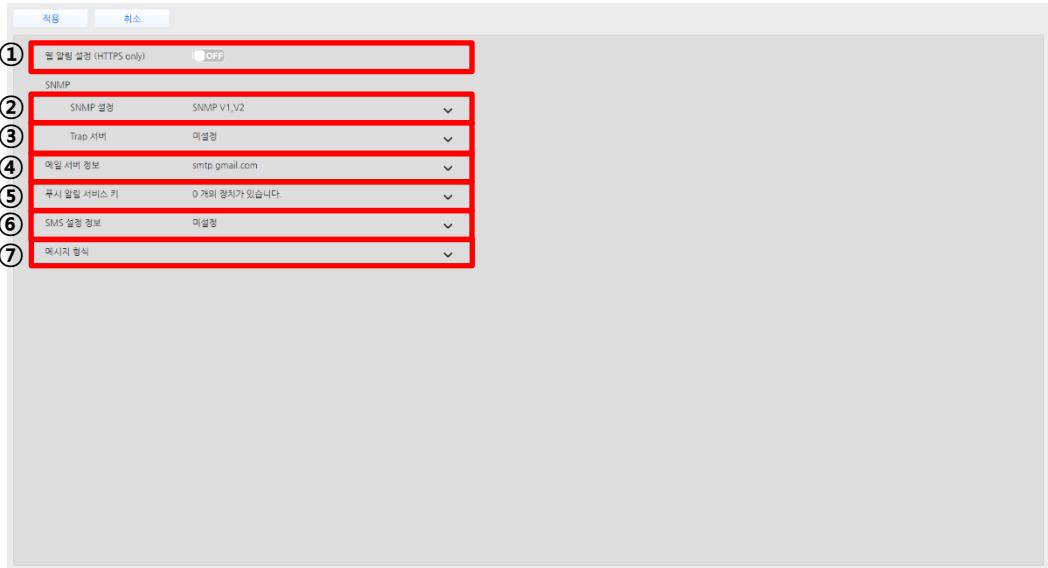 적용 취소
① 웹 알림 설정 (HTTPS only) OFF
SNMP
② SNMP 설정 SNMP V1,V2
③ Trap 서버 미설정
④ 메일 서버 정보 smtp.gmail.com
⑤ 푸시 알림 서비스 키 0 개의 장치가 있습니다.
⑥ SMS 설정 정보 미설정
⑦ 메시지 형식